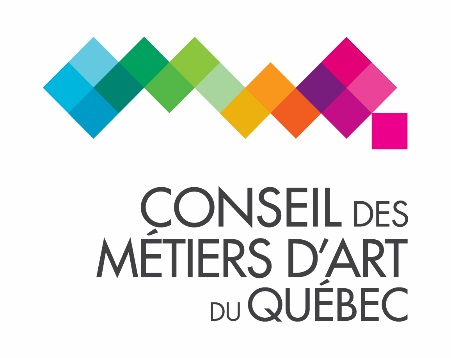 CONSEIL DES
MÉTIERS D'ART
DU QUÉBEC